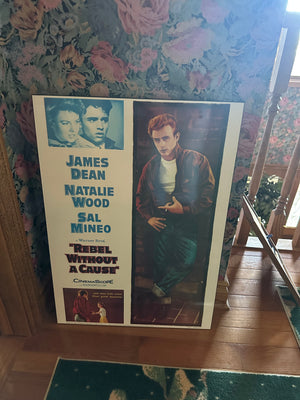 JAMES
DEAN
NATALIE
WOOD
SAL
MINEO
"REBEL
WITHOUT
A CAUSE"
CINEMASCOPE